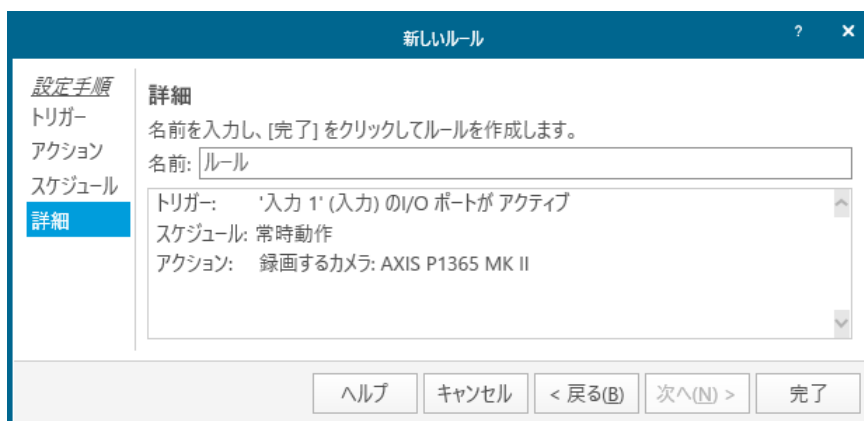 新しいルール ? ×
設定手順
トリガー
アクション
スケジュール
詳細
詳細
名前を入力し、[完了] をクリックしてルールを作成します。
名前: ルール
トリガー: '入力 1' (入力) のI/O ポートが アクティブ
スケジュール: 常時動作
アクション: 録画するカメラ: AXIS P1365 MK II
ヘルプ キャンセル < 戻る(B) 次へ(N) > 完了